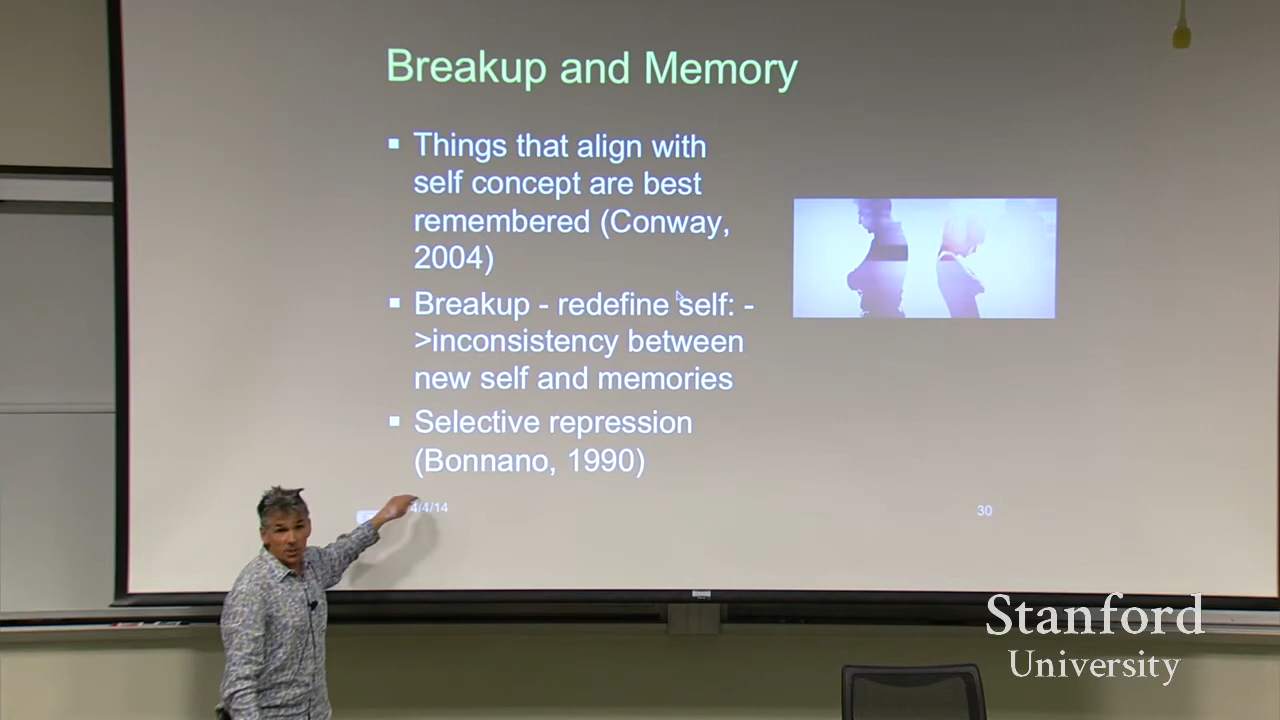 Breakup and Memory
▪ Things that align with
self concept are best
remembered (Conway,
2004)
▪ Breakup - redefine self: -
>inconsistency between
new self and memories
▪ Selective repression
(Bonnano, 1990)
4/4/14
30
Stanford
University